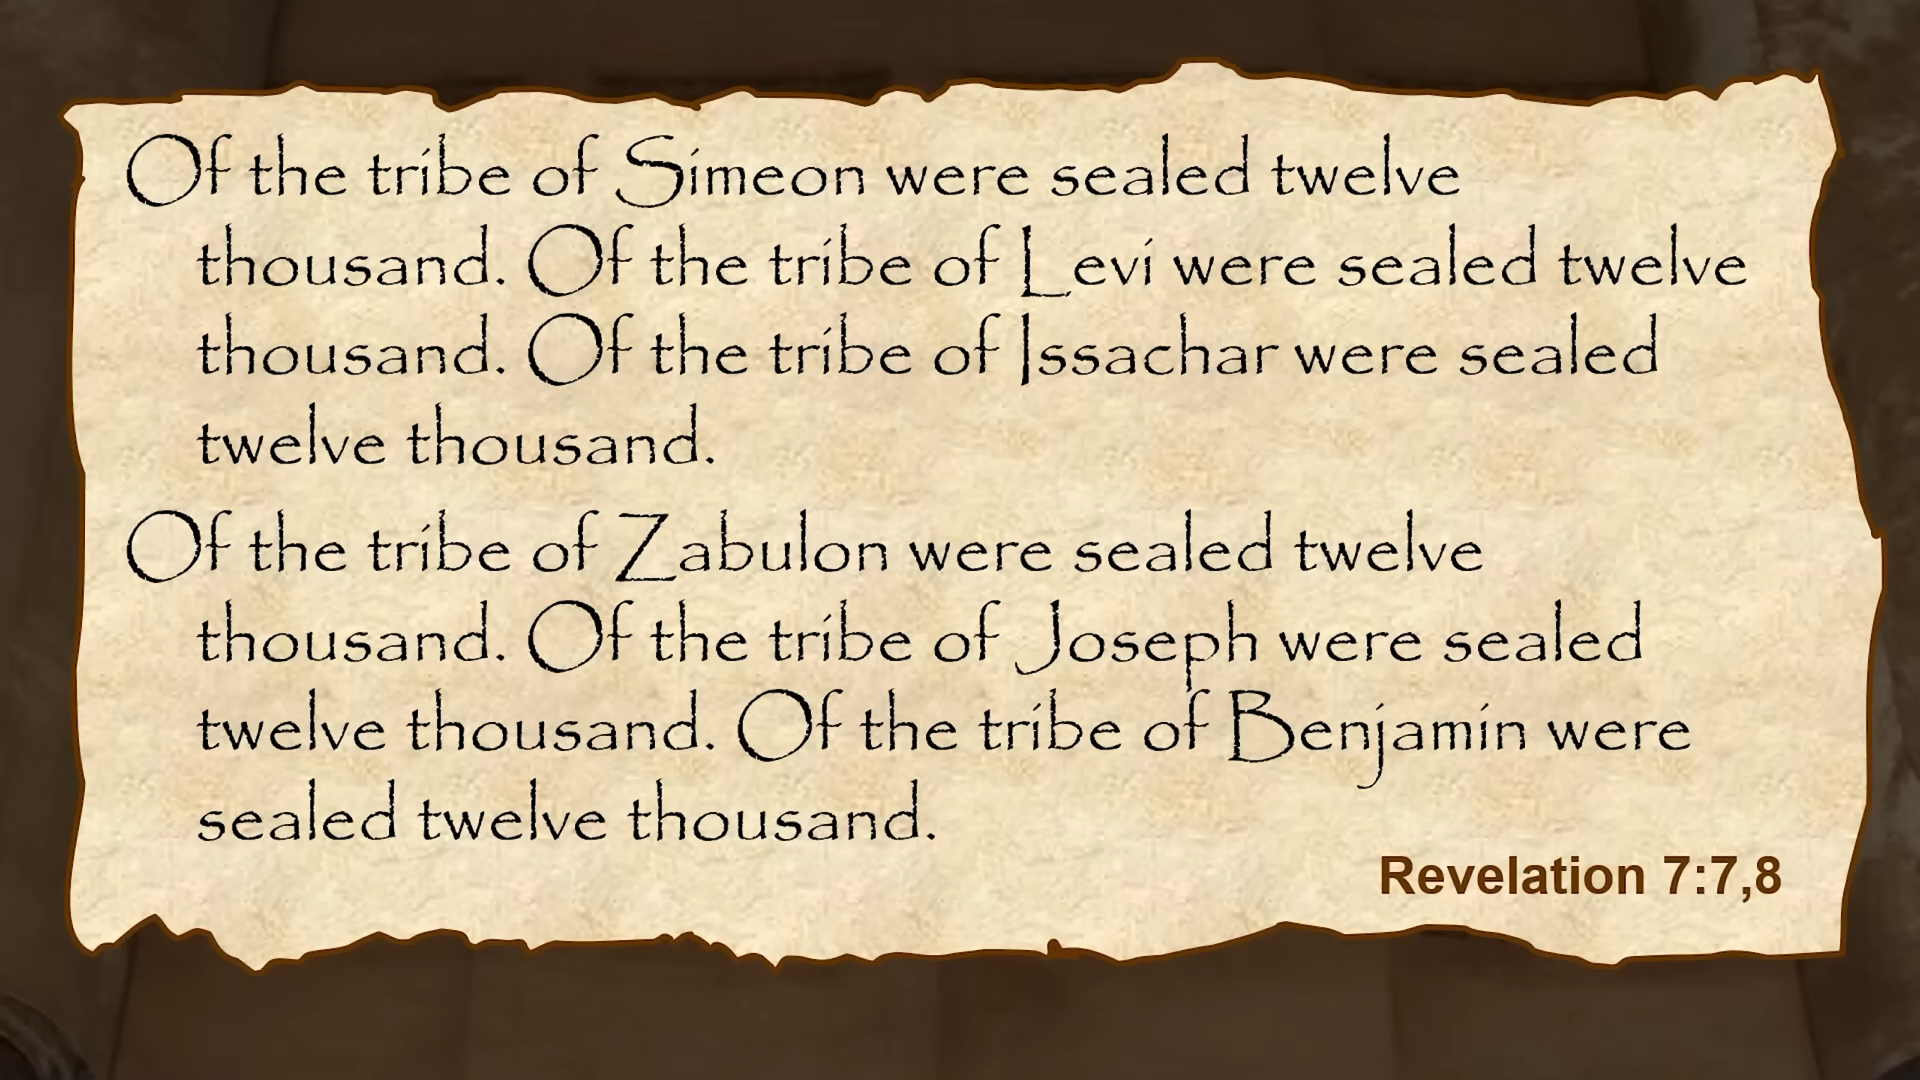 Of the tribe of Simeon were sealed twelve
thousand. Of the tribe of Levi were sealed twelve
thousand. Of the tribe of Issachar were sealed
twelve thousand.
Of the tribe of Zabulon were sealed twelve
thousand. Of the tribe of Joseph were sealed
twelve thousand. Of the tribe of Benjamin were
sealed twelve thousand.
Revelation 7:7,8